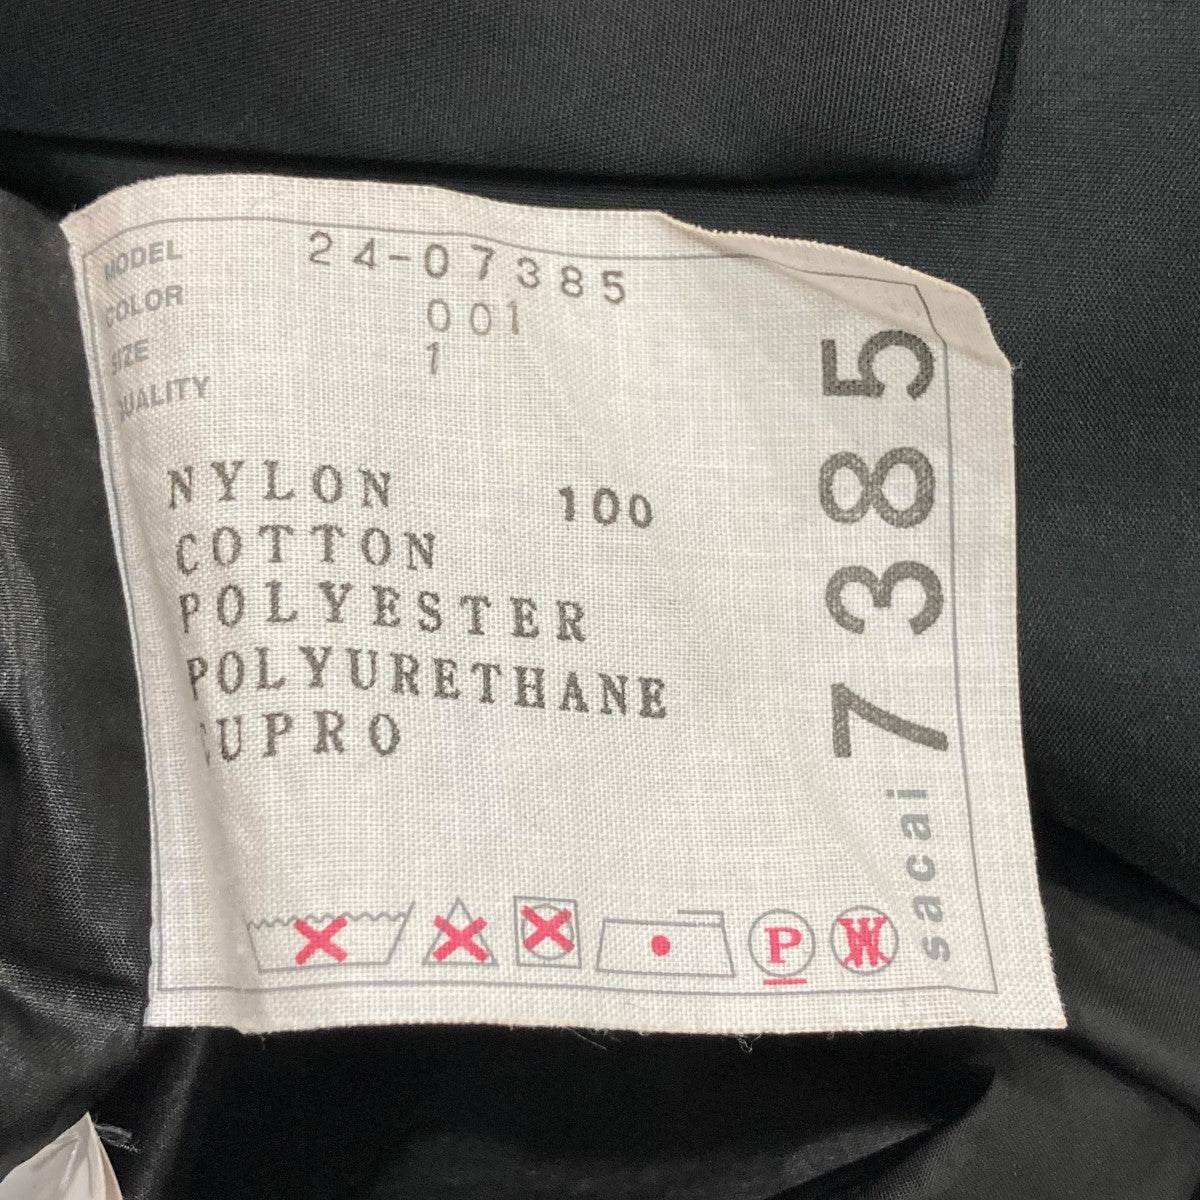 MODEL 24-07385
COLOR 001
SIZE 1
QUALITY
NYLON 100
COTTON
POLYESTER
POLYURETHANE
CUPRO
P
W
sacai 7385